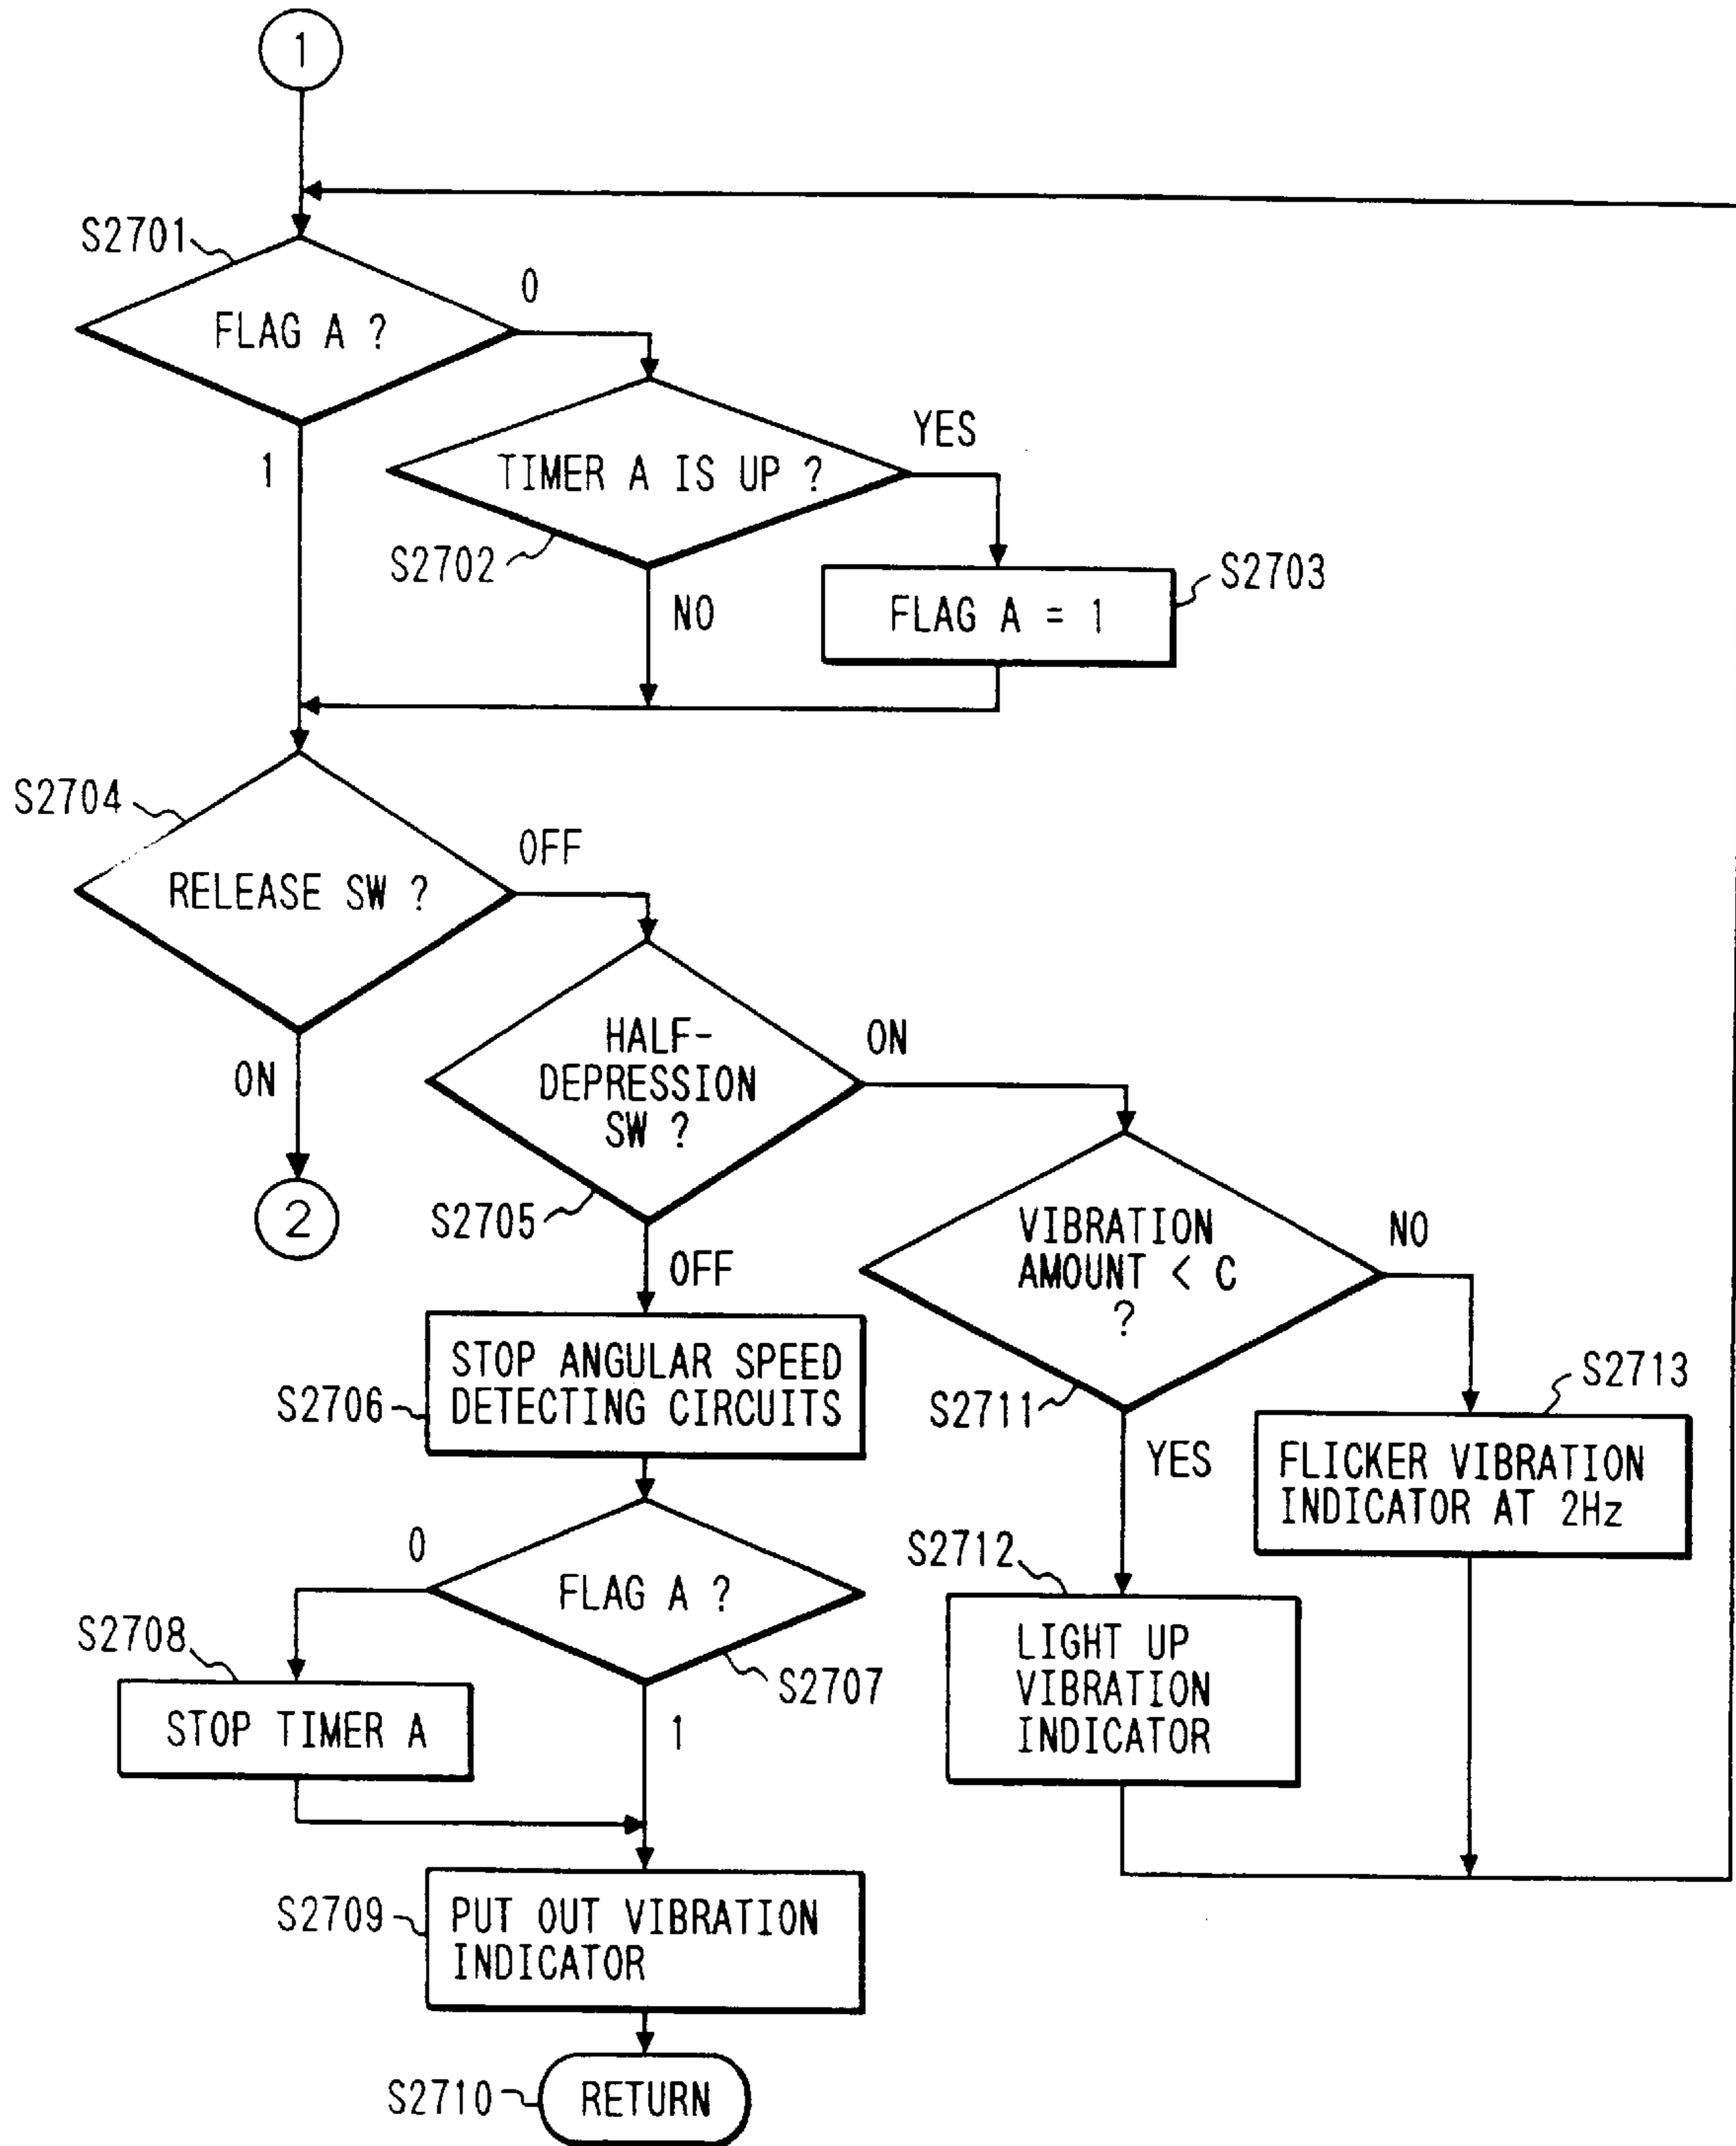 1
S2701
0
FLAG A ?
1
YES
TIMER A IS UP ?
S2702
S2703
NO
FLAG A = 1
S2704
OFF
RELEASE SW ?
ON
HALF-
DEPRESSION
SW ?
ON
2
S2705
OFF
VIBRATION
AMOUNT < C
?
NO
STOP ANGULAR SPEED
DETECTING CIRCUITS
S2706
S2711
S2713
YES
FLICKER VIBRATION
INDICATOR AT 2Hz
0
FLAG A ?
S2712
S2708
S2707
LIGHT UP
VIBRATION
INDICATOR
STOP TIMER A
1
S2709
PUT OUT VIBRATION
INDICATOR
S2710
RETURN